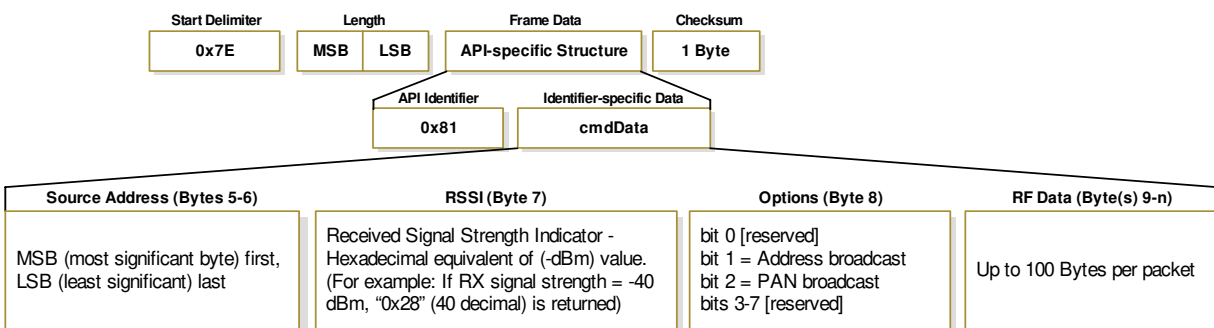 Start Delimiter
Length
Frame Data
Checksum
0x7E
MSB
LSB
API-specific Structure
1 Byte
API Identifier
Identifier-specific Data
0x81
cmdData
Source Address (Bytes 5-6)
MSB (most significant byte) first,
LSB (least significant) last
RSSI (Byte 7)
Received Signal Strength Indicator -
Hexadecimal equivalent of (-dBm) value.
(For example: If RX signal strength = -40
dBm, “0x28” (40 decimal) is returned)
Options (Byte 8)
bit 0 [reserved]
bit 1 = Address broadcast
bit 2 = PAN broadcast
bits 3-7 [reserved]
RF Data (Byte(s) 9-n)
Up to 100 Bytes per packet